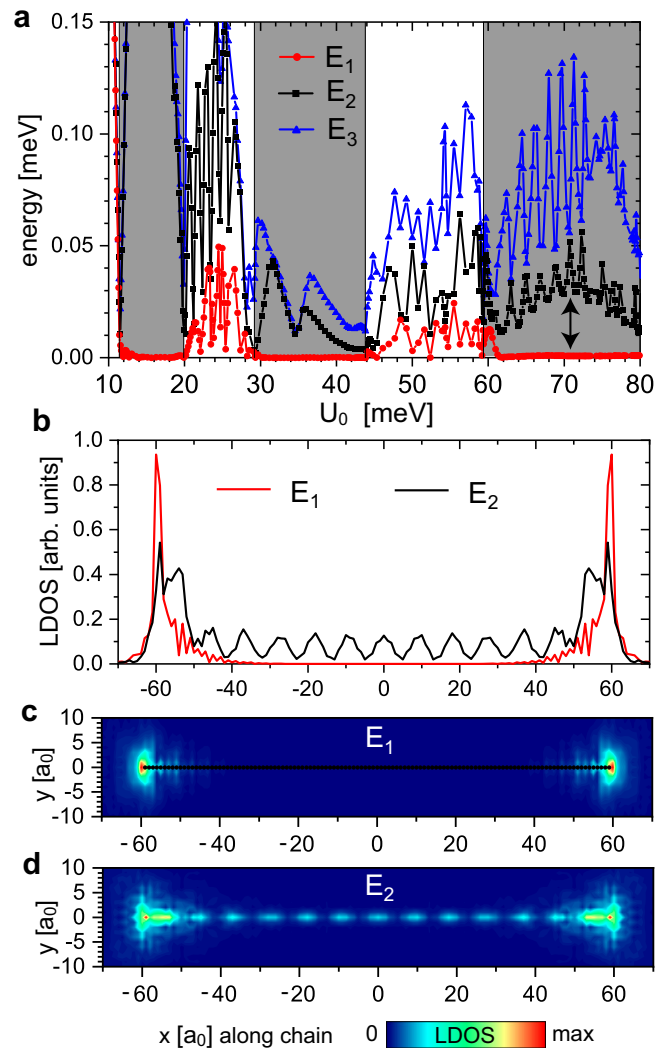 a
0.15
0.10
0.05
0.00
energy [meV]
E1
E2
E3
10 20 30 40 50 60 70 80
U0 [meV]
b
1.0
0.8
0.6
0.4
0.2
0.0
LDOS [arb. units]
E1 E2
-60 -40 -20 0 20 40 60
c
10
5
0
-5
-10
y [a0]
E1
-60 -40 -20 0 20 40 60
d
10
5
0
-5
-10
y [a0]
E2
-60 -40 -20 0 20 40 60
x [a0] along chain 0 LDOS max